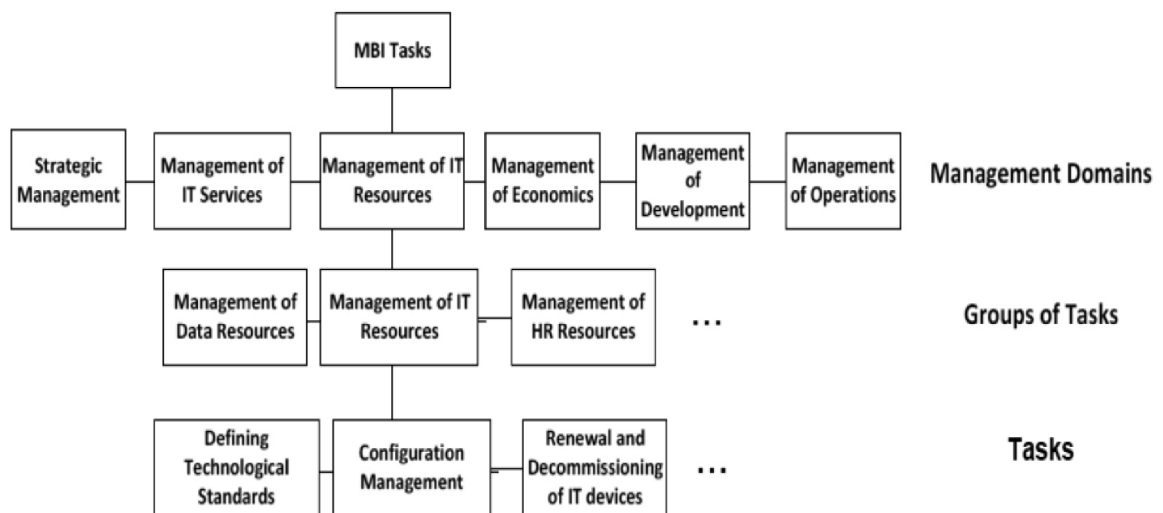 MBI Tasks
Strategic
Management
Management of
IT Services
Management of IT
Resources
Management
of Economics
Management
of
Development
Management
of Operations
Management Domains
Management of
Data Resources
Management of IT
Resources
Management of
HR Resources
...
Groups of Tasks
Defining
Technological
Standards
Configuration
Management
Renewal and
Decommissioning
of IT devices
...
Tasks